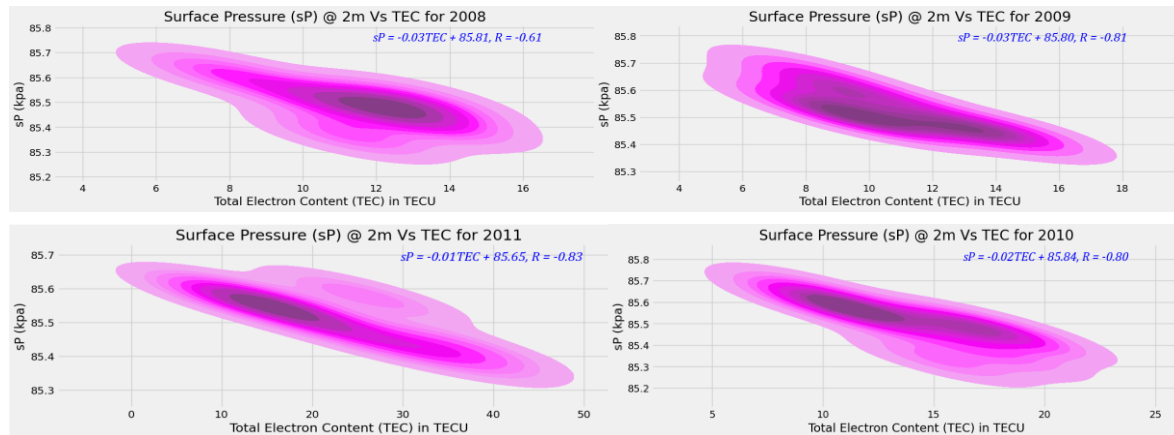 Surface Pressure (sP) @ 2m Vs TEC for 2008
sP = -0.03TEC + 85.81, R = -0.61
85.8
85.7
85.6
85.5
85.4
85.3
85.2
sP (kpa)
4 6 8 10 12 14 16
Total Electron Content (TEC) in TECU
Surface Pressure (sP) @ 2m Vs TEC for 2009
sP = -0.03TEC + 85.80, R = -0.81
85.8
85.7
85.6
85.5
85.4
85.3
sP (kpa)
4 6 8 10 12 14 16 18
Total Electron Content (TEC) in TECU
Surface Pressure (sP) @ 2m Vs TEC for 2011
sP = -0.01TEC + 85.65, R = -0.83
85.7
85.6
85.5
85.4
85.3
sP (kpa)
0 10 20 30 40 50
Total Electron Content (TEC) in TECU
Surface Pressure (sP) @ 2m Vs TEC for 2010
sP = -0.02TEC + 85.84, R = -0.80
85.8
85.7
85.6
85.5
85.4
85.3
85.2
sP (kpa)
5 10 15 20 25
Total Electron Content (TEC) in TECU